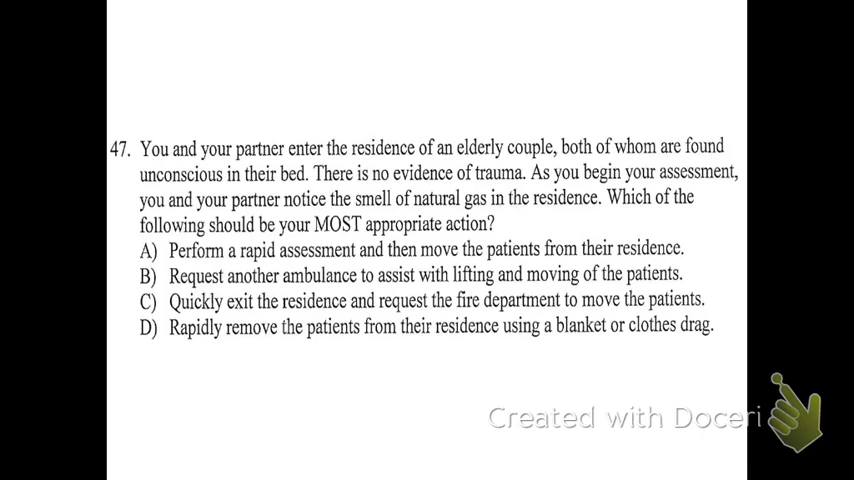 47. You and your partner enter the residence of an elderly couple, both of whom are found
unconscious in their bed. There is no evidence of trauma. As you begin your assessment,
you and your partner notice the smell of natural gas in the residence. Which of the
following should be your MOST appropriate action?
A) Perform a rapid assessment and then move the patients from their residence.
B) Request another ambulance to assist with lifting and moving of the patients.
C) Quickly exit the residence and request the fire department to move the patients.
D) Rapidly remove the patients from their residence using a blanket or clothes drag.
Created with Doceri